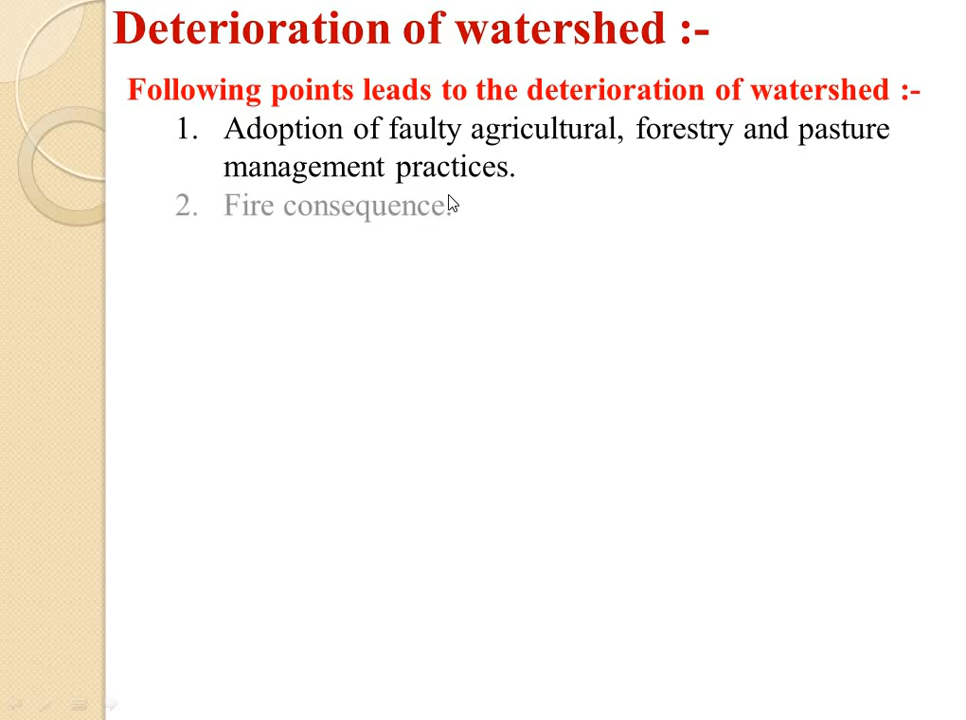 Deterioration of watershed :-
Following points leads to the deterioration of watershed :-
1. Adoption of faulty agricultural, forestry and pasture
management practices.
2. Fire consequence.